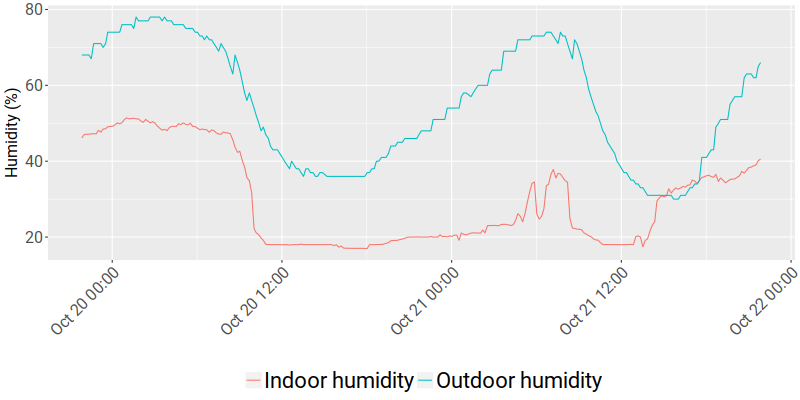 Humidity (%)
80
60
40
20
Oct 20 00:00
Oct 20 12:00
Oct 21 00:00
Oct 21 12:00
Oct 22 00:00
Indoor humidity Outdoor humidity